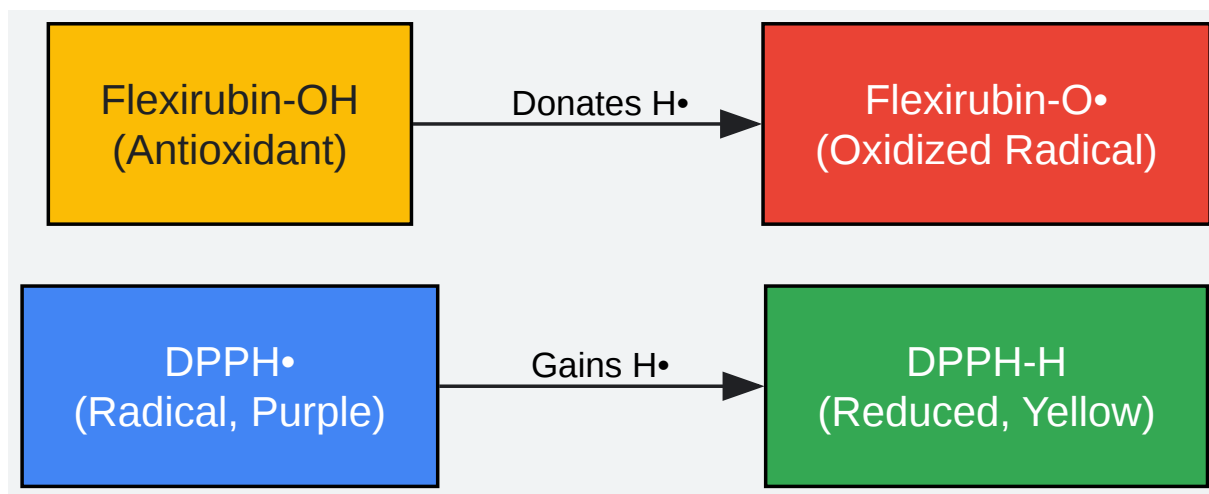 Flexirubin-OH
(Antioxidant)
Donates H•
Flexirubin-O•
(Oxidized Radical)
DPPH•
(Radical, Purple)
Gains H•
DPPH-H
(Reduced, Yellow)